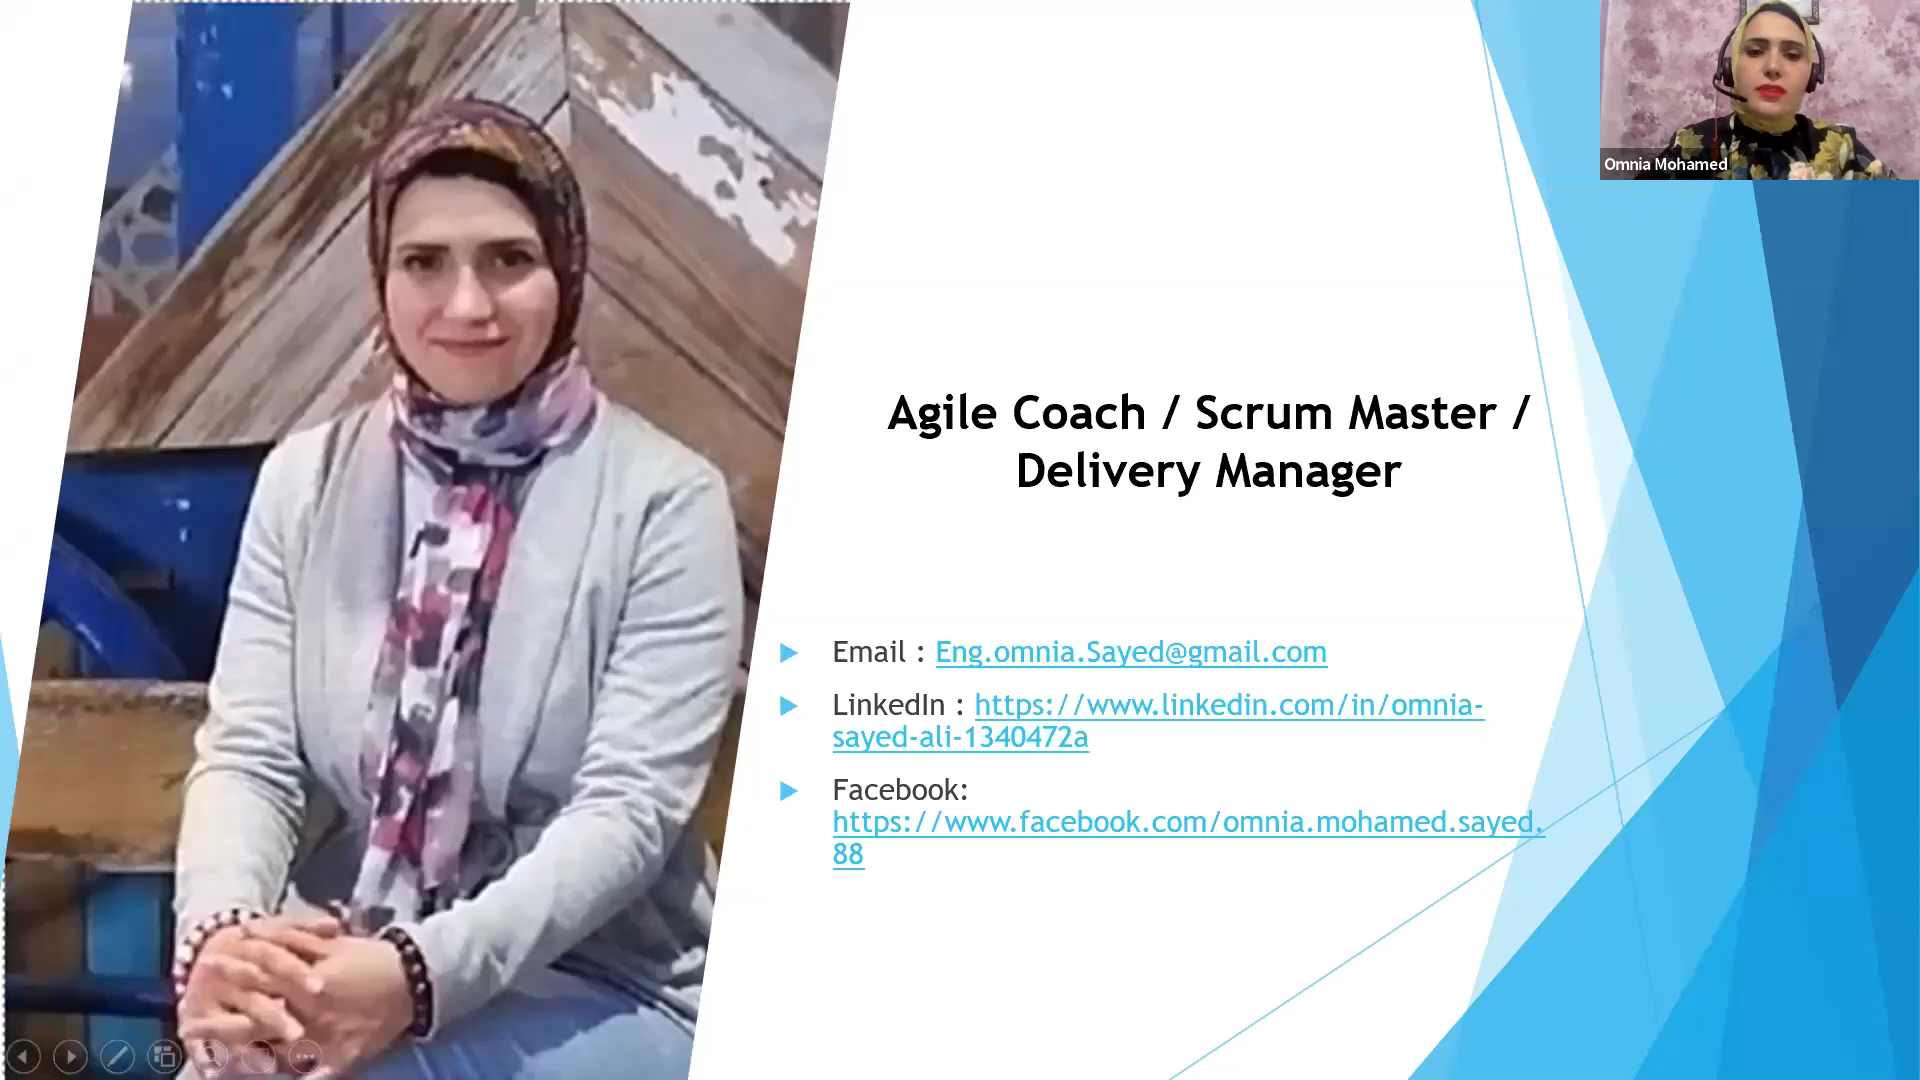 Omnia Mohamed
Agile Coach / Scrum Master /
Delivery Manager
Email : Eng.omnia.Sayed@gmail.com
LinkedIn : https://www.linkedin.com/in/omnia-
sayed-ali-1340472a
Facebook:
https://www.facebook.com/omnia.mohamed.sayed.
88